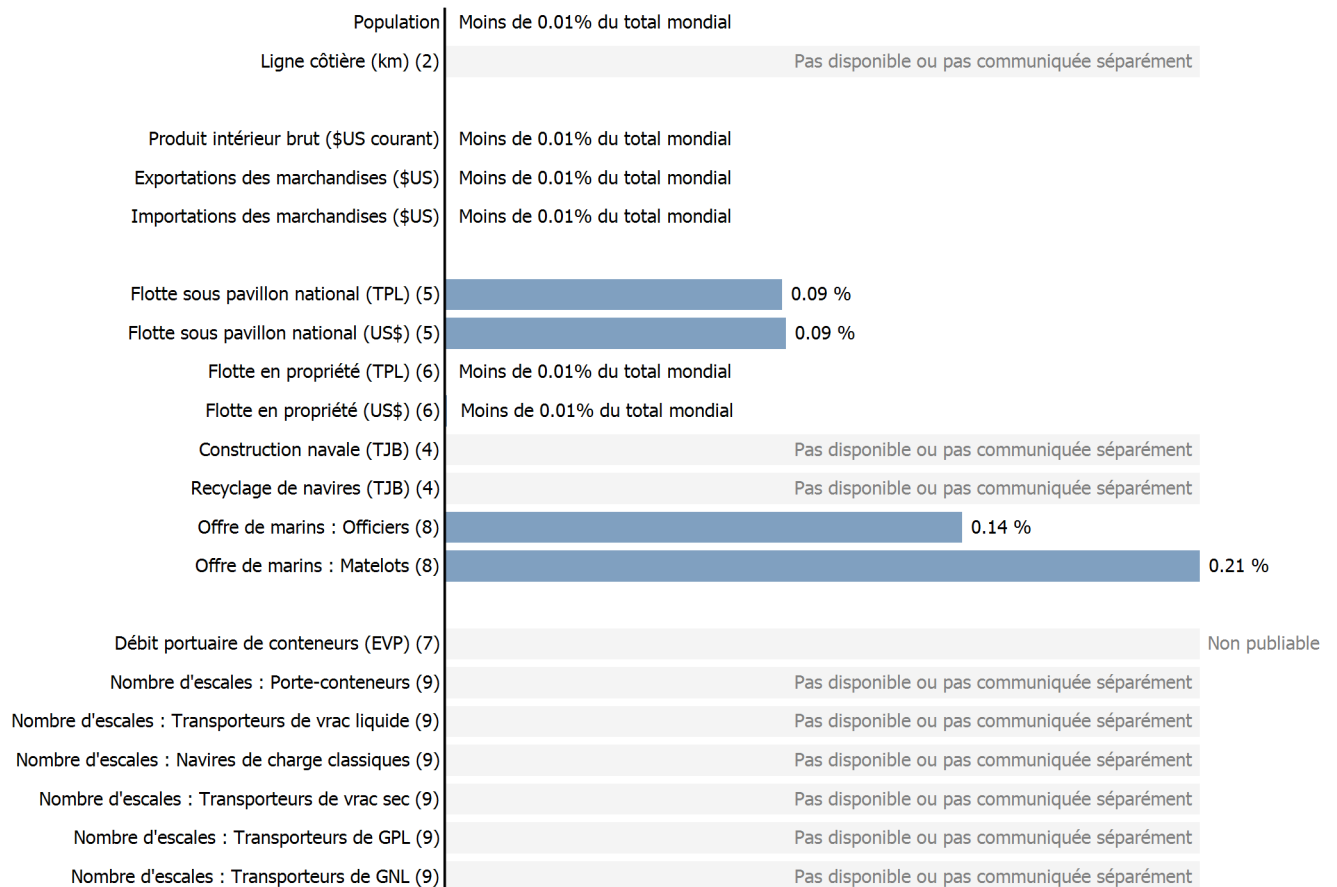 Population Moins de 0.01% du total mondial
Ligne côtière (km) (2) Pas disponible ou pas communiquée séparément
Produit intérieur brut ($US courant) Moins de 0.01% du total mondial
Exportations des marchandises ($US) Moins de 0.01% du total mondial
Importations des marchandises ($US) Moins de 0.01% du total mondial
Flotte sous pavillon national (TPL) (5) 0.09 %
Flotte sous pavillon national (US$) (5) 0.09 %
Flotte en propriété (TPL) (6) Moins de 0.01% du total mondial
Flotte en propriété (US$) (6) Moins de 0.01% du total mondial
Construction navale (TJB) (4) Pas disponible ou pas communiquée séparément
Recyclage de navires (TJB) (4) Pas disponible ou pas communiquée séparément
Offre de marins : Officiers (8) 0.14 %
Offre de marins : Matelots (8) 0.21 %
Débit portuaire de conteneurs (EVP) (7) Non publiable
Nombre d'escales : Porte-conteneurs (9) Pas disponible ou pas communiquée séparément
Nombre d'escales : Transporteurs de vrac liquide (9) Pas disponible ou pas communiquée séparément
Nombre d'escales : Navires de charge classiques (9) Pas disponible ou pas communiquée séparément
Nombre d'escales : Transporteurs de vrac sec (9) Pas disponible ou pas communiquée séparément
Nombre d'escales : Transporteurs de GPL (9) Pas disponible ou pas communiquée séparément
Nombre d'escales : Transporteurs de GNL (9) Pas disponible ou pas communiquée séparément